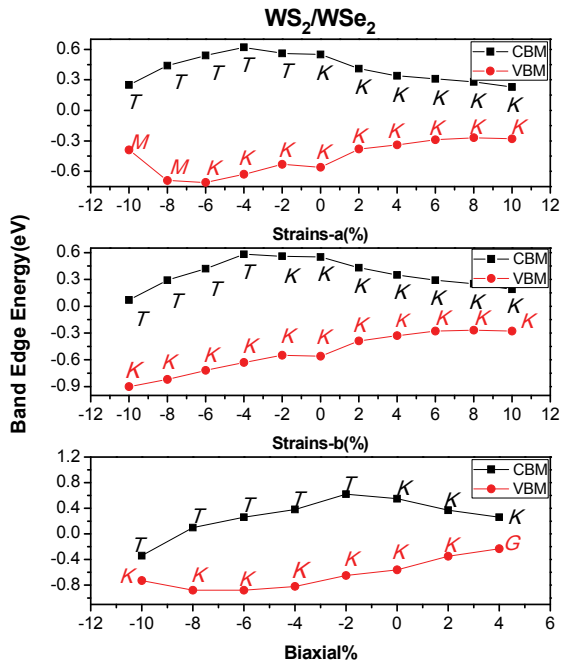 WS2/WSe2
Band Edge Energy(eV)
0.6
0.3
0.0
-0.3
-0.6
CBM
VBM
T T T T T K K K K K K
M M K K K K K K K K K
-12 -10 -8 -6 -4 -2 0 2 4 6 8 10 12
Strains-a(%)
0.6
0.3
0.0
-0.3
-0.6
-0.9
CBM
VBM
T T T T K K K K K K K
K K K K K K K K K K K
-12 -10 -8 -6 -4 -2 0 2 4 6 8 10 12
Strains-b(%)
1.2
0.8
0.4
0.0
-0.4
-0.8
CBM
VBM
T T T T T K K K
K K K K K K K G
-12 -10 -8 -6 -4 -2 0 2 4 6
Biaxial%